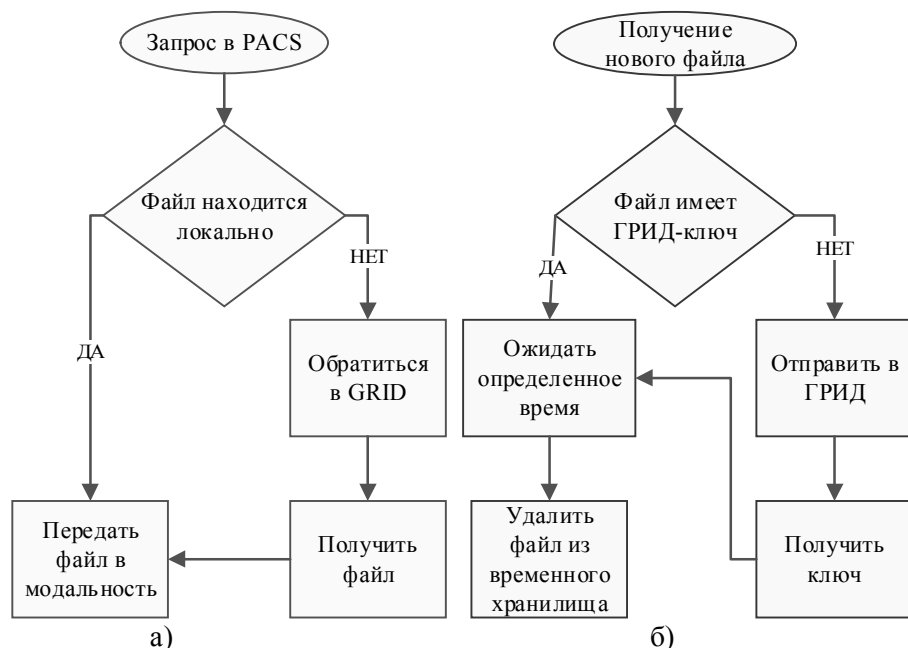 Запрос в PACS
Файл находится
локально
ДА
НЕТ
Обратиться
в GRID
Получить
файл
Передать
файл в
модальность
а)
Получение
нового файла
Файл имеет
ГРИД-ключ
ДА
НЕТ
Ожидать
определенное
время
Отправить в
ГРИД
Получить
ключ
Удалить
файл из
временного
хранилища
б)